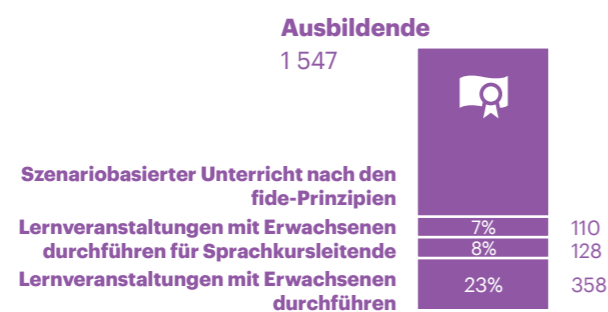 Ausbildende
1 547
Szenariobasierter Unterricht nach den
fide-Prinzipien
Lernveranstaltungen mit Erwachsenen 7% 110
durchführen für Sprachkursleitende 8% 128
Lernveranstaltungen mit Erwachsenen
durchführen 23% 358